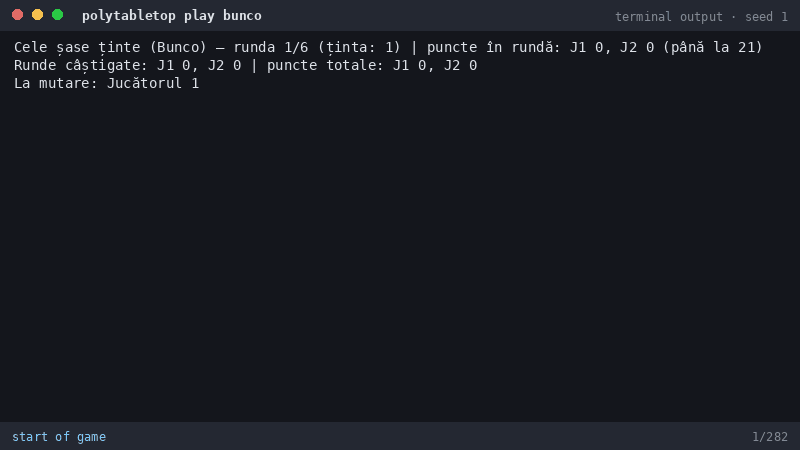 polytabletop play bunco
terminal output · seed 1
Cele șase ținte (Bunco) — runda 1/6 (ținta: 1) | puncte în rundă: J1 0, J2 0 (până la 21)
Runde câștigate: J1 0, J2 0 | puncte totale: J1 0, J2 0
La mutare: Jucătorul 1
start of game
1/282